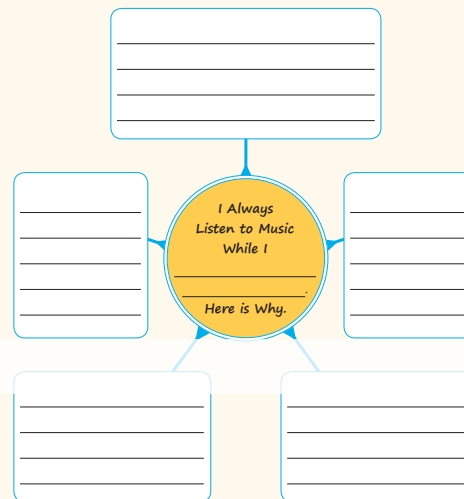 I Always
Listen to Music
While I
.
Here is Why.